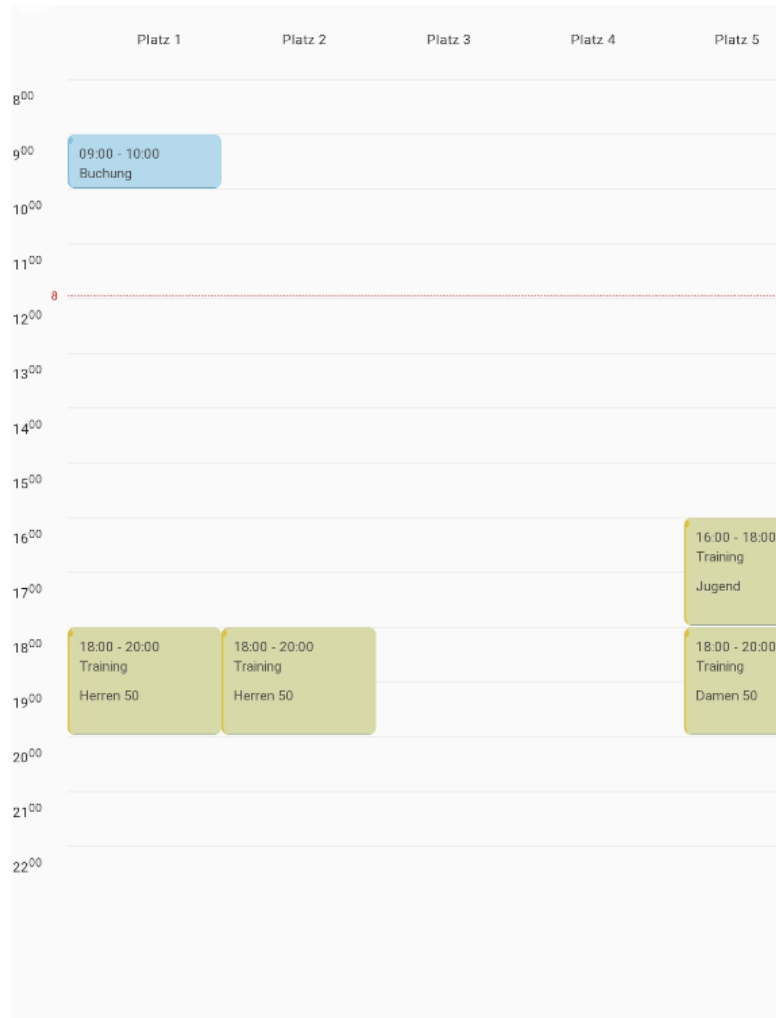 Platz 1 Platz 2 Platz 3 Platz 4 Platz 5
8⁰⁰
9⁰⁰
09:00 - 10:00
Buchung
10⁰⁰
11⁰⁰
8
12⁰⁰
13⁰⁰
14⁰⁰
15⁰⁰
16⁰⁰
16:00 - 18:00
Training
Jugend
17⁰⁰
18⁰⁰
18:00 - 20:00 18:00 - 20:00 18:00 - 20:00
Training Training Training
Herren 50 Herren 50 Damen 50
19⁰⁰
20⁰⁰
21⁰⁰
22⁰⁰